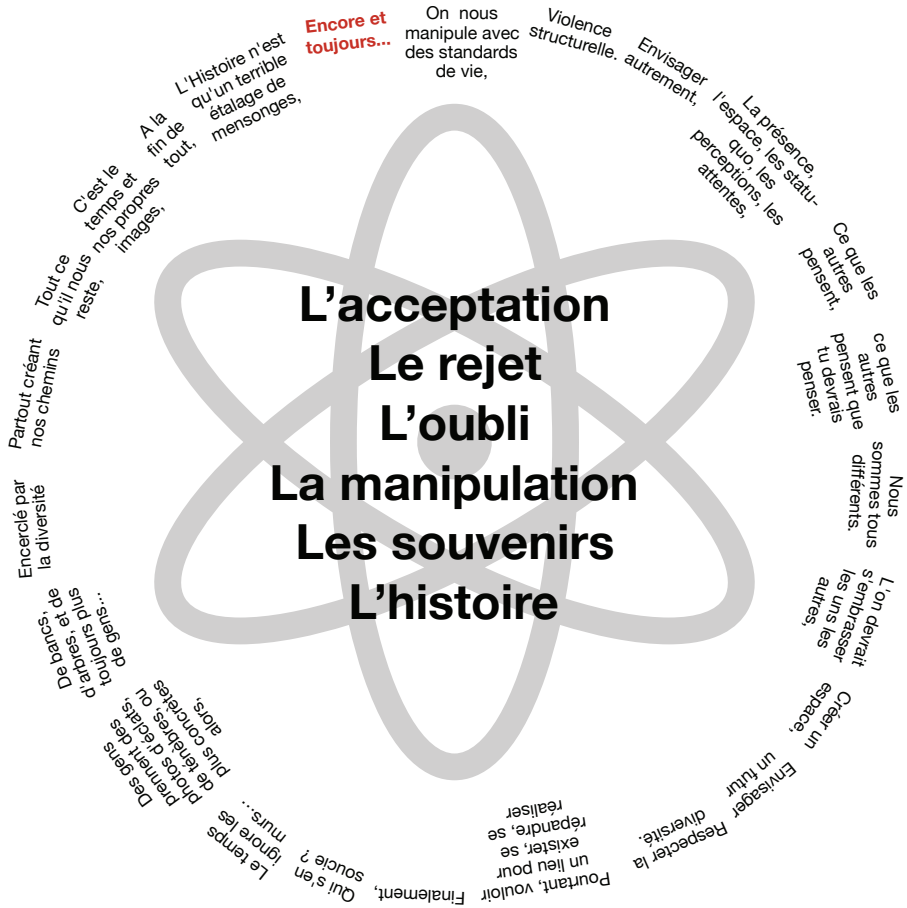 Encore et
toujours...
On nous
manipule avec
des standards
de vie,
Violence
structurelle.
Envisager
autrement,
La présence,
l'espace, les statu-
quo, les
perceptions, les
attentes,
Ce que les
autres
pensent,
ce que les
autres
pensent que
tu devrais
penser.
Nous
sommes tous
différents.
L'on devrait
s'embrasser
les uns les
autres,
Créer un
espace,
Envisager
un futur
Respecter la
diversité.
Pourtant, vouloir
un lieu pour
exister, se
répandre, se
réaliser
Finalement,
Qui s'en
soucie ?
Le temps
ignore les
murs...
Des gens
prennent des
photos d'éclats,
de ténèbres, ou
plus concrètes
alors,
De bancs,
d'arbres, et de
toujours plus
de gens...
Encerclé par
la diversité
Partout créant
nos chemins
Tout ce
qu'il nous
reste,
C'est le
temps et
nos propres
images,
A la
fin de
tout,
L'Histoire n'est
qu'un terrible
étalage de
mensonges,
L'acceptation
Le rejet
L'oubli
La manipulation
Les souvenirs
L'histoire